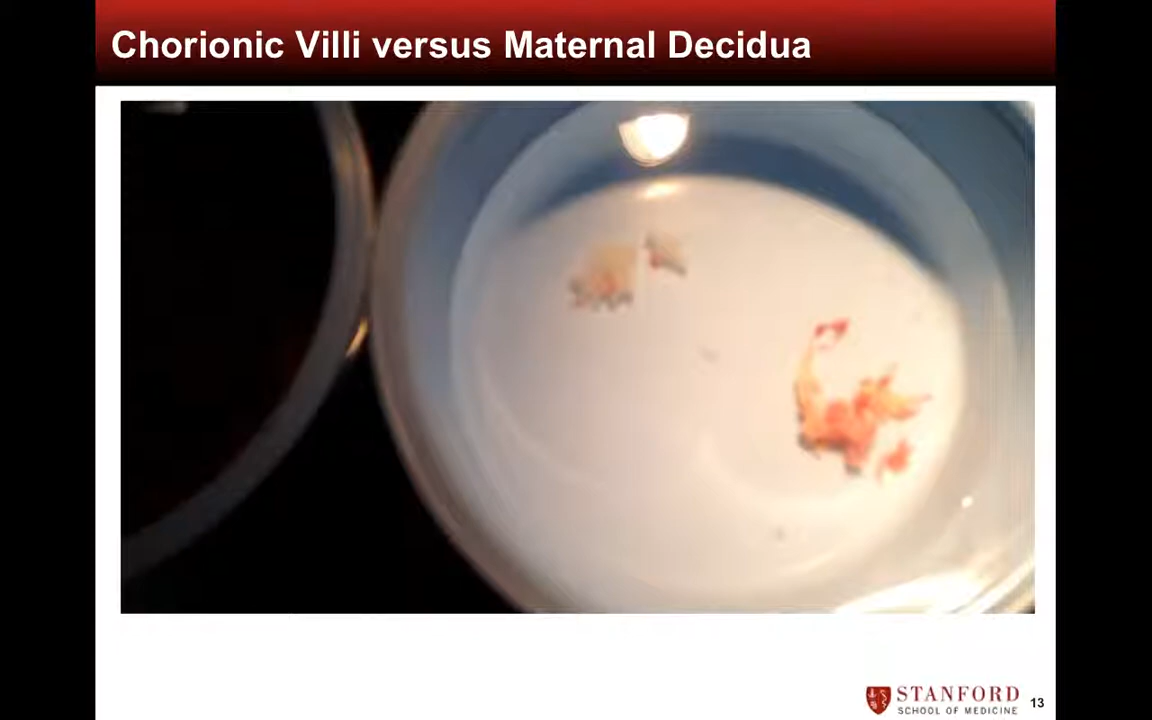 Chorionic Villi versus Maternal Decidua
STANFORD
SCHOOL OF MEDICINE
13